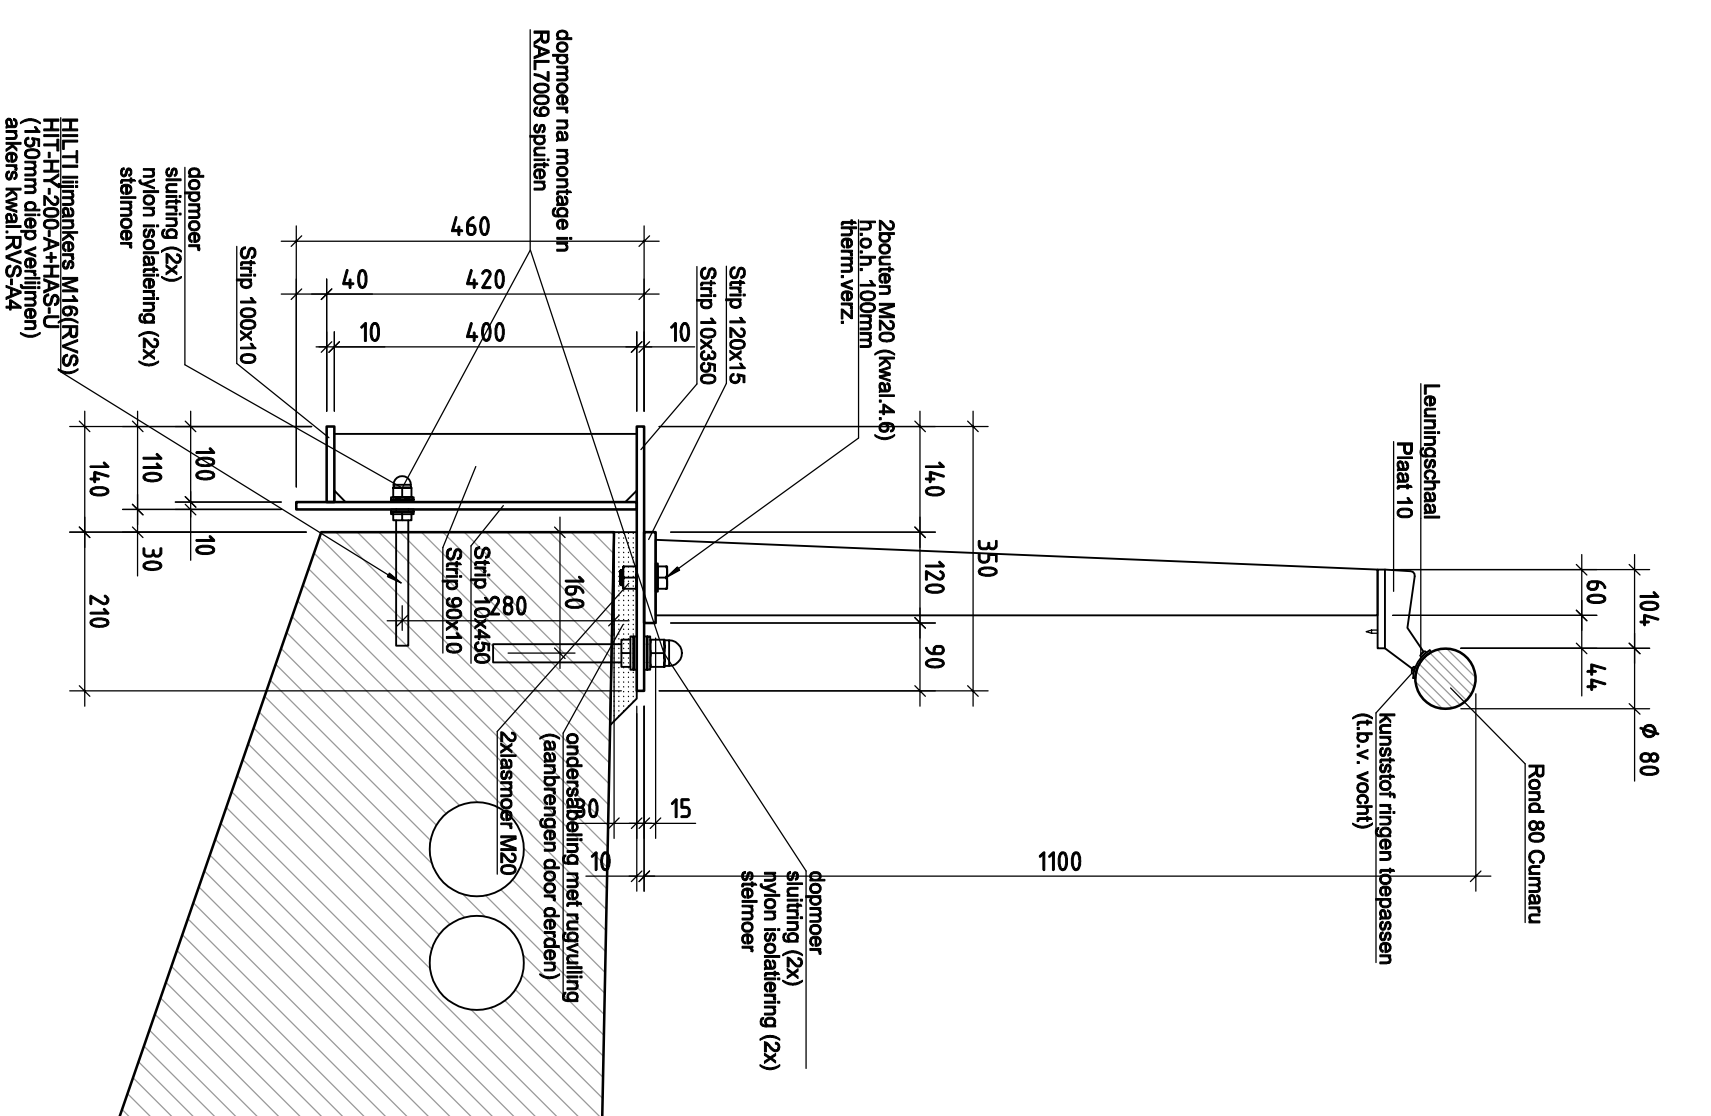 Rond 80 Cumaru
Leuningschaal
Plaat 10
kunststof ringen toepassen
(t.b.v. vocht)
104
Ø 80
60
44
350
140
120
90
1100
2bouten M20 (kwal.4.6)
h.o.h. 100mm
therm.verz.
Strip 120x15
Strip 10x350
dopmoer
sluitring (2x)
nylon isolatiering (2x)
stelmoer
15
10
30
dopmoer na montage in
RAL7009 spuiten
460
40
420
10
400
10
160
280
Strip 10x450
Strip 90x10
ondersabeling met rugvulling
(aanbrengen door derden)
2xlasmoer M20
Strip 100x10
dopmoer
sluitring (2x)
nylon isolatiering (2x)
stelmoer
100
10
110
30
140
210
HILTI lijmankers M16(RVS)
HIT-HY-200-A+HAS-U
(150mm diep verlijmen)
ankers kwal.RVS-A4